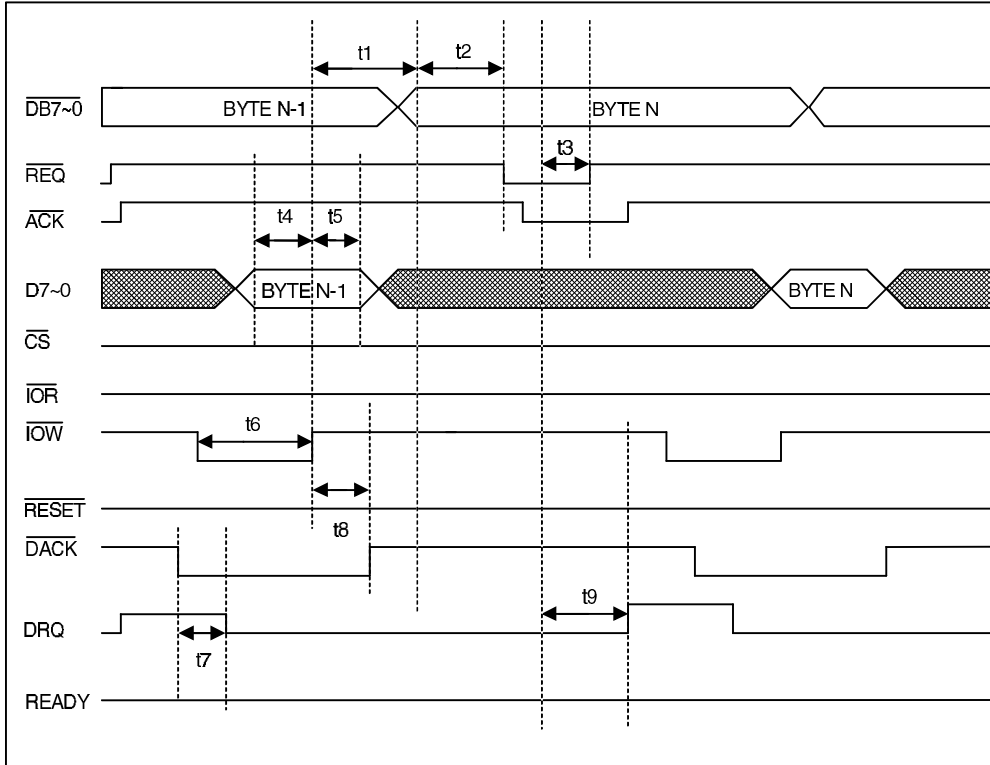 t1 t2
DB7~0 BYTE N-1 BYTE N
t3
REQ
ACK t4 t5
D7~0 BYTE N-1 BYTE N
CS
IOR
IOW t6
RESET
t8
DACK
t9
DRQ
t7
READY